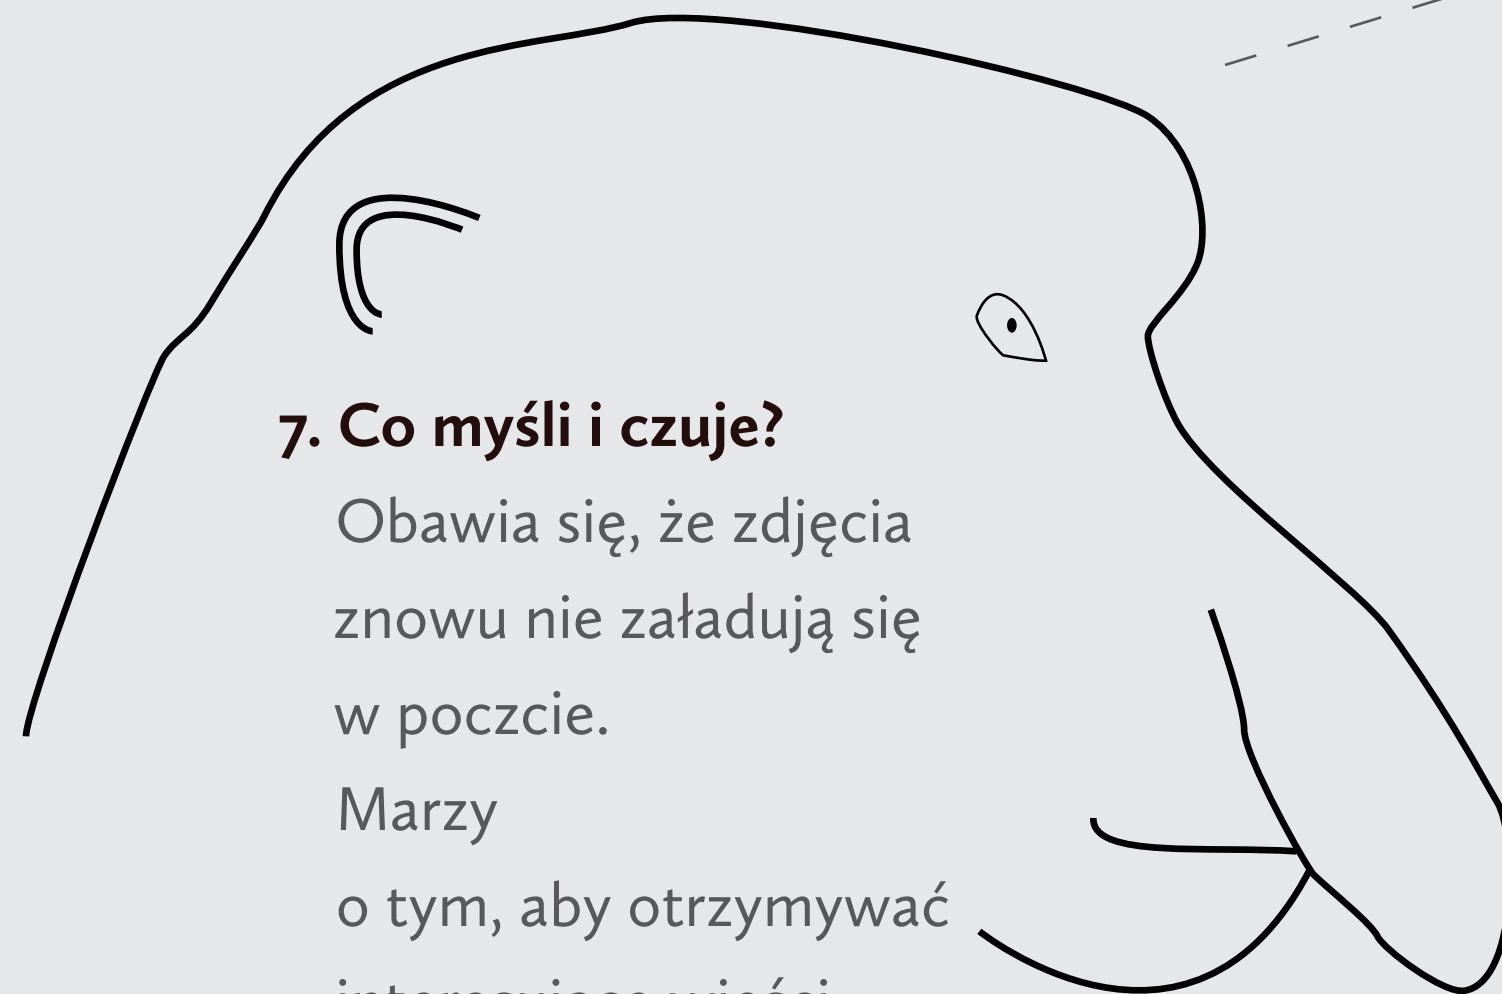 7. Co myśli i czuje?
Obawia się, że zdjęcia
znowu nie załadują się
w poczcie.
Marzy
o tym, aby otrzymywać